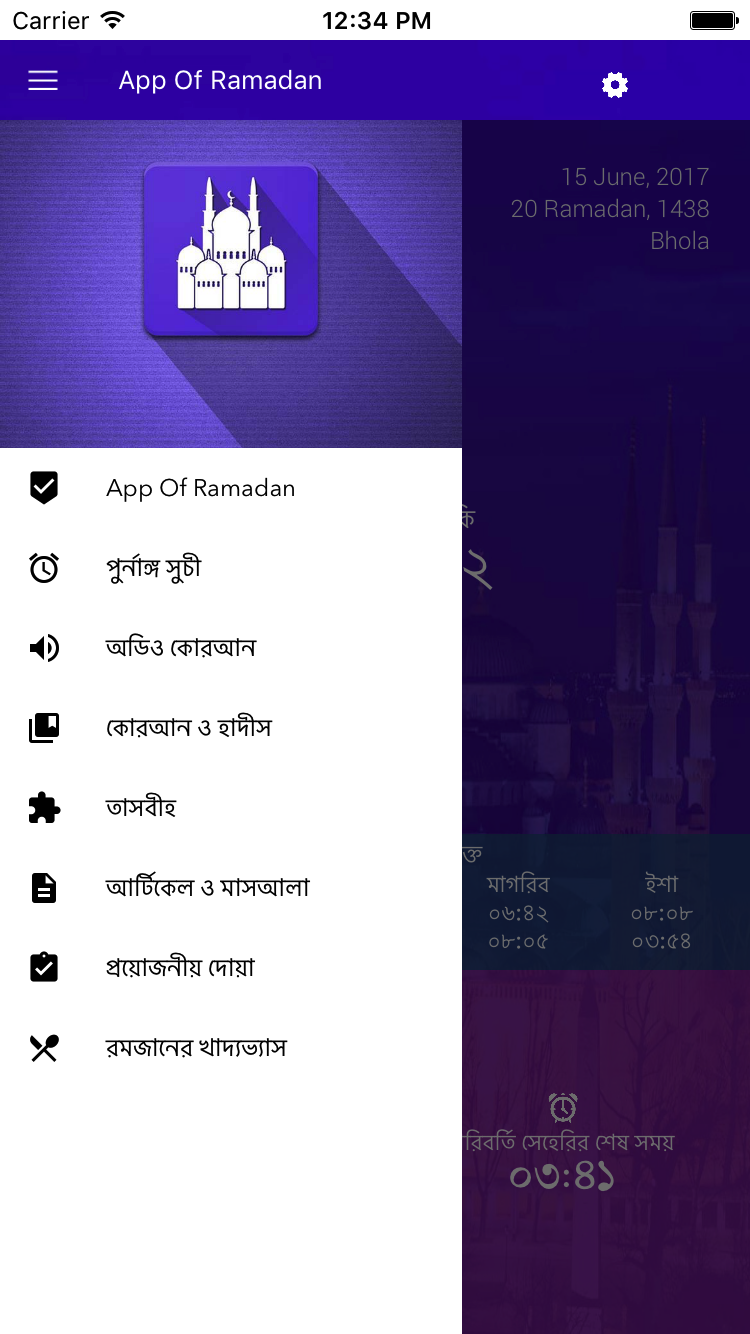 Carrier 12:34 PM
App Of Ramadan
15 June, 2017
20 Ramadan, 1438
Bhola
App Of Ramadan
পুর্নাঙ্গ সুচী
অডিও কোরআন
কোরআন ও হাদীস
তাসবীহ
আর্টিকেল ও মাসআলা
প্রয়োজনীয় দোয়া
রমজানের খাদ্যভ্যাস
মাগরিব ইশা
০৬:৪২ ০৮:০৮
০৮:০৫ ০৩:৫৪
সেহেরির শেষ সময়
০৩:৪১